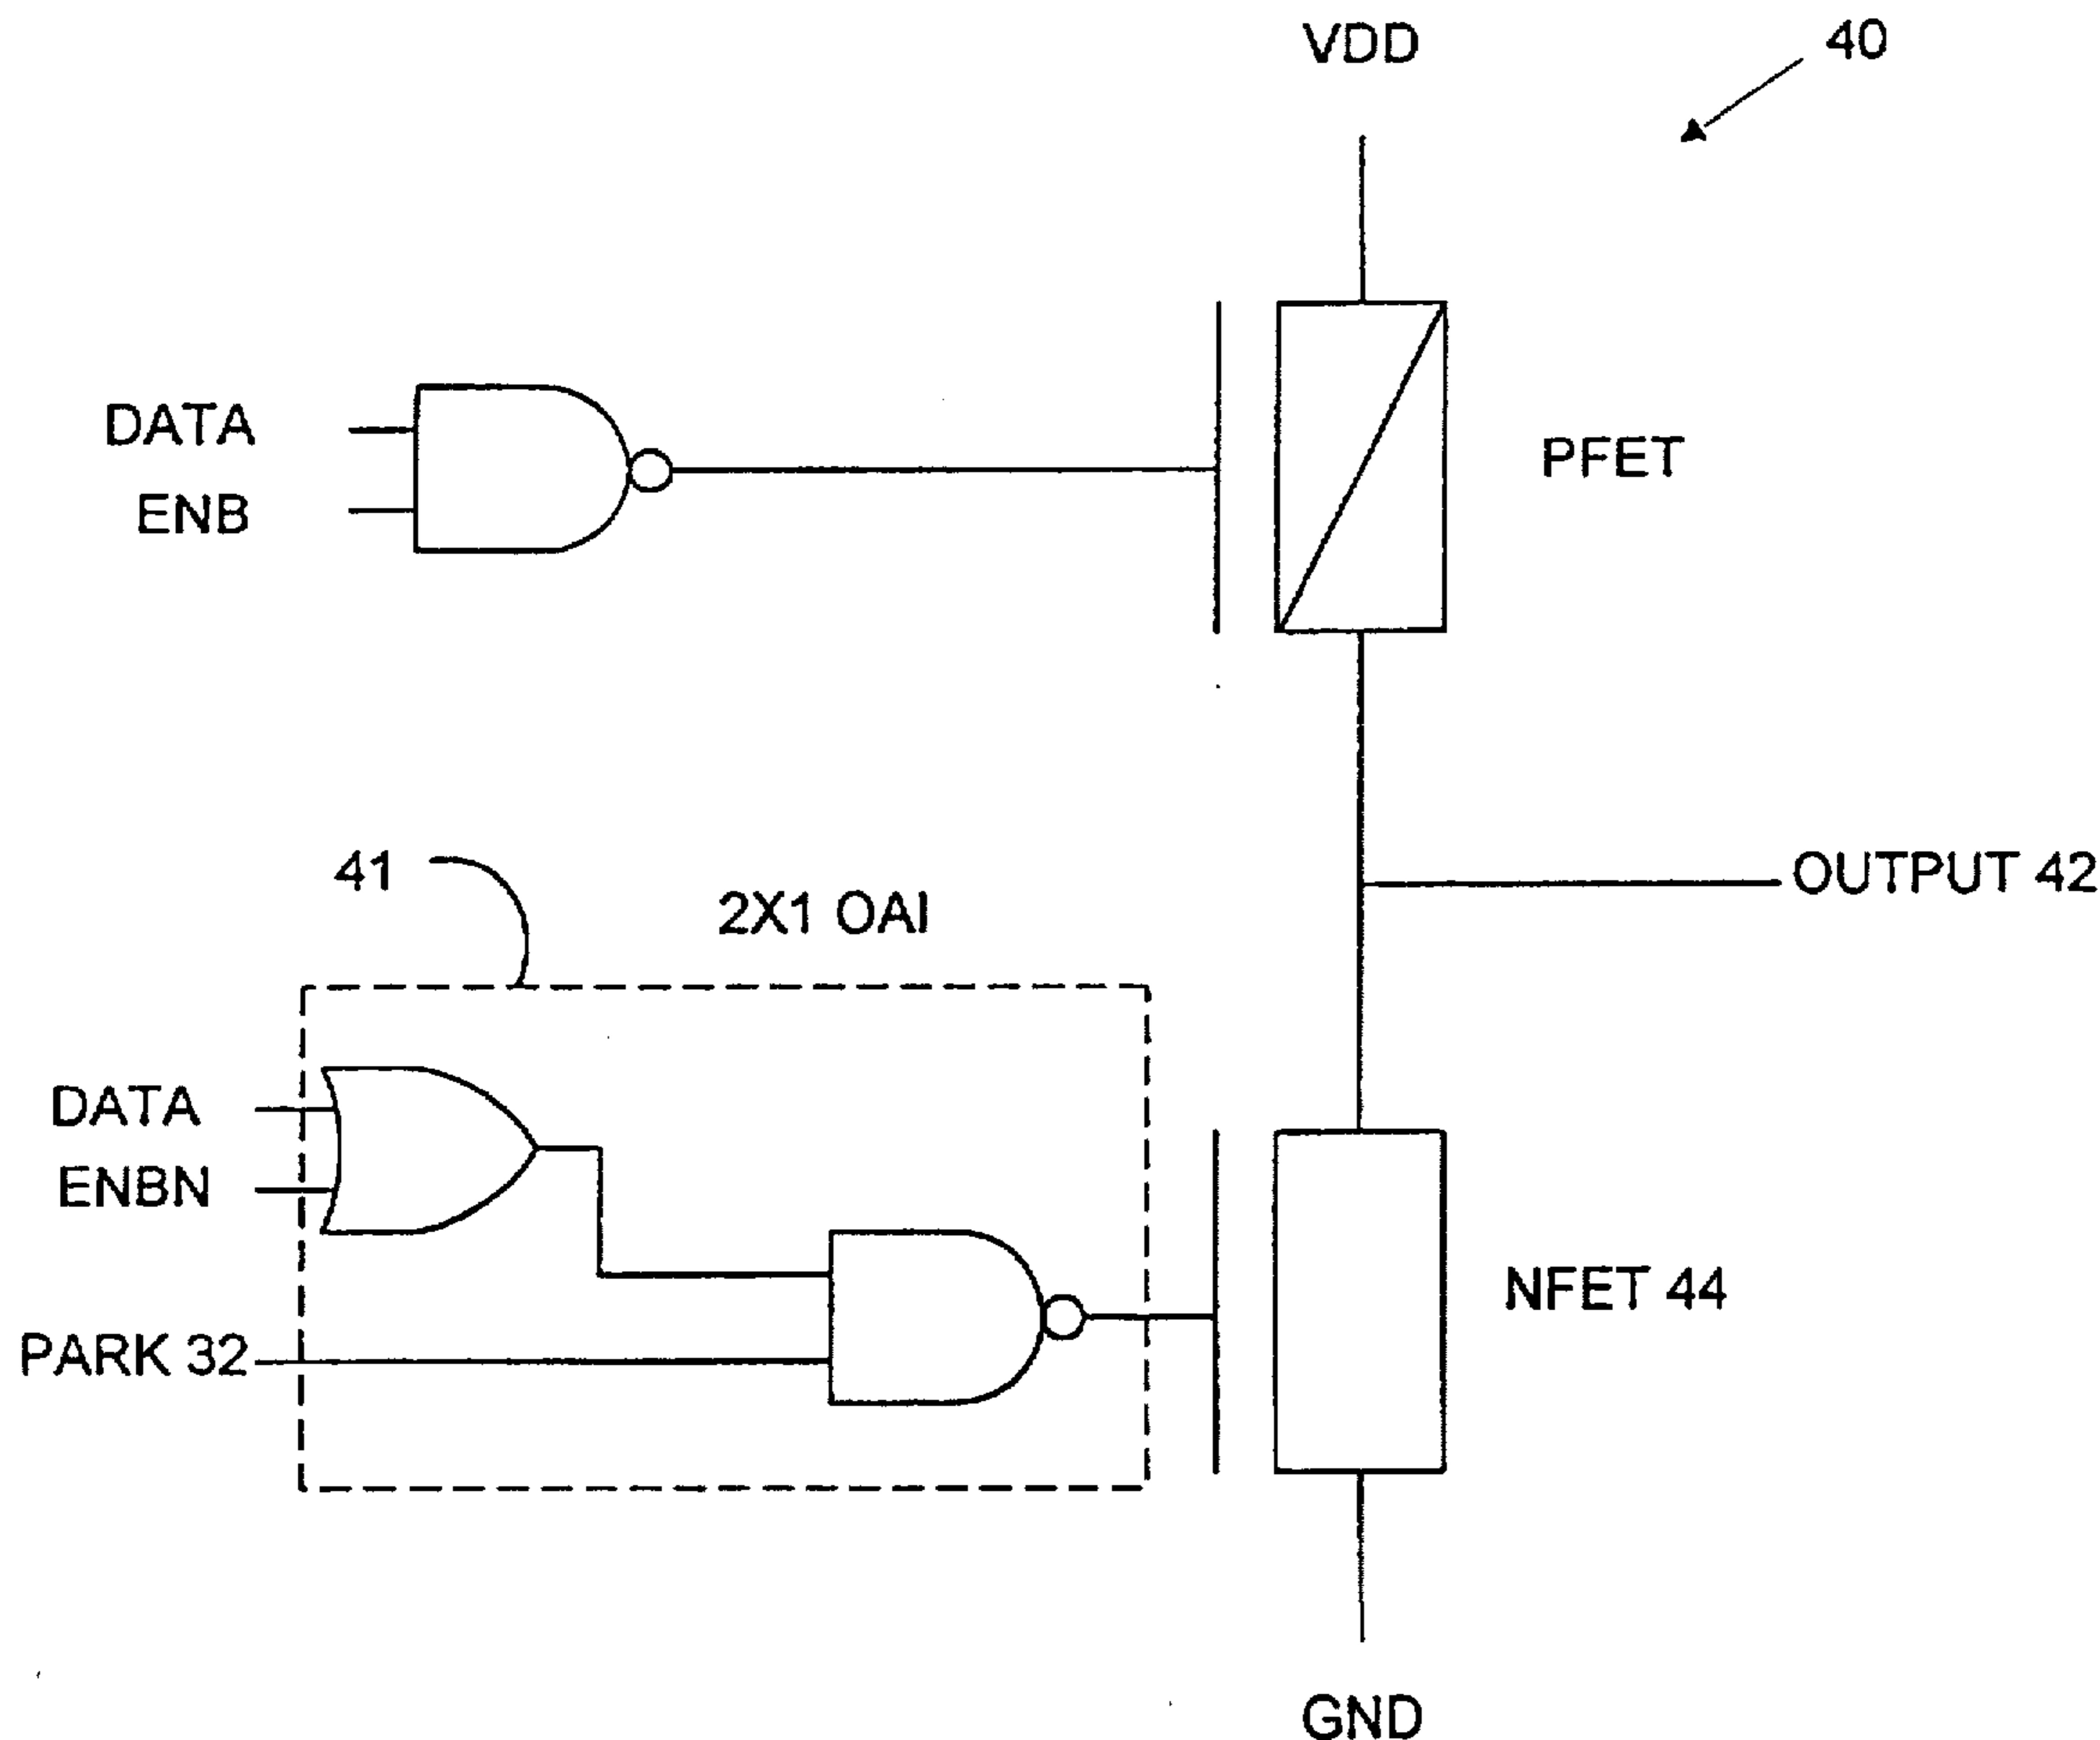 VDD
40
DATA
ENB
PFET
41
2X1 OAI
OUTPUT 42
DATA
ENBN
PARK 32
NFET 44
GND